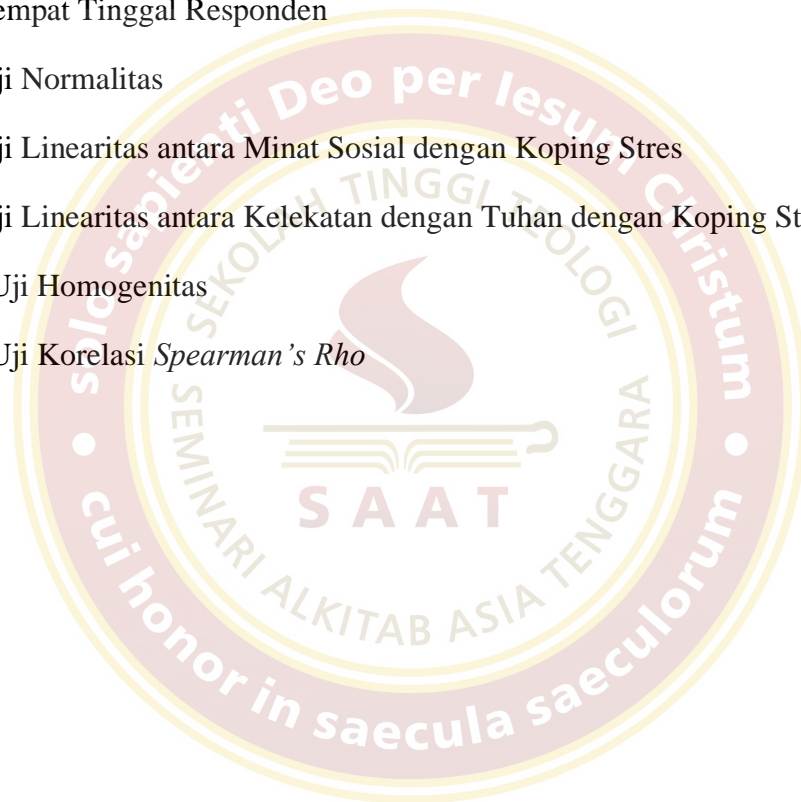 empat Tinggal Responden
ji Normalitas
ji Linearitas antara Minat Sosial dengan Koping Stres
ji Linearitas antara Kelekatan dengan Tuhan dengan Koping St
Uji Homogenitas
Uji Korelasi Spearman’s Rho
solo sapienti Deo per Iesum Christum
cui honor in saecula saeculorum
SEKOLAH TINGGI TEOLOGI
SEMINARI ALKITAB ASIA TENGGARA
SAAT